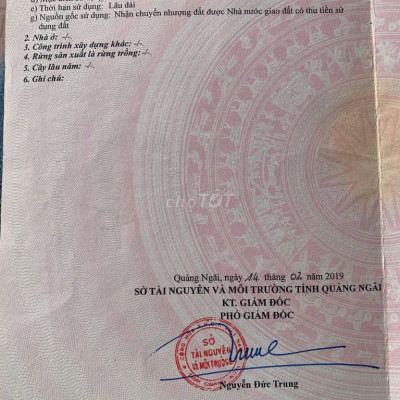 e) Thời hạn sử dụng: Lâu dài
g) Nguồn gốc sử dụng: Nhận chuyển nhượng đất được Nhà nước giao đất có thu tiền sử
dụng đất
2. Nhà ở: -/-
3. Công trình xây dựng khác: -/-
4. Rừng sản xuất là rừng trồng: -/-
5. Cây lâu năm: -/-
6. Ghi chú:
chợTỐT
Quảng Ngãi, ngày 14 tháng 02 năm 2019
SỞ TÀI NGUYÊN VÀ MÔI TRƯỜNG TỈNH QUẢNG NGÃI
KT. GIÁM ĐỐC
PHÓ GIÁM ĐỐC
SỞ
TÀI NGUYÊN
VÀ MÔI TRƯỜNG
Nguyễn Đức Trung